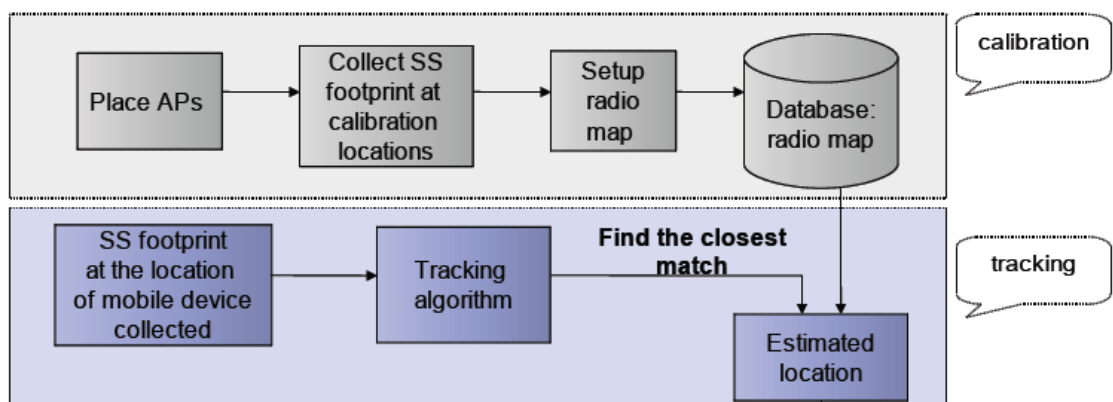 Place APs
Collect SS
footprint at
calibration
locations
Setup
radio
map
Database:
radio map
calibration
SS footprint
at the location
of mobile device
collected
Tracking
algorithm
Find the closest
match
Estimated
location
tracking